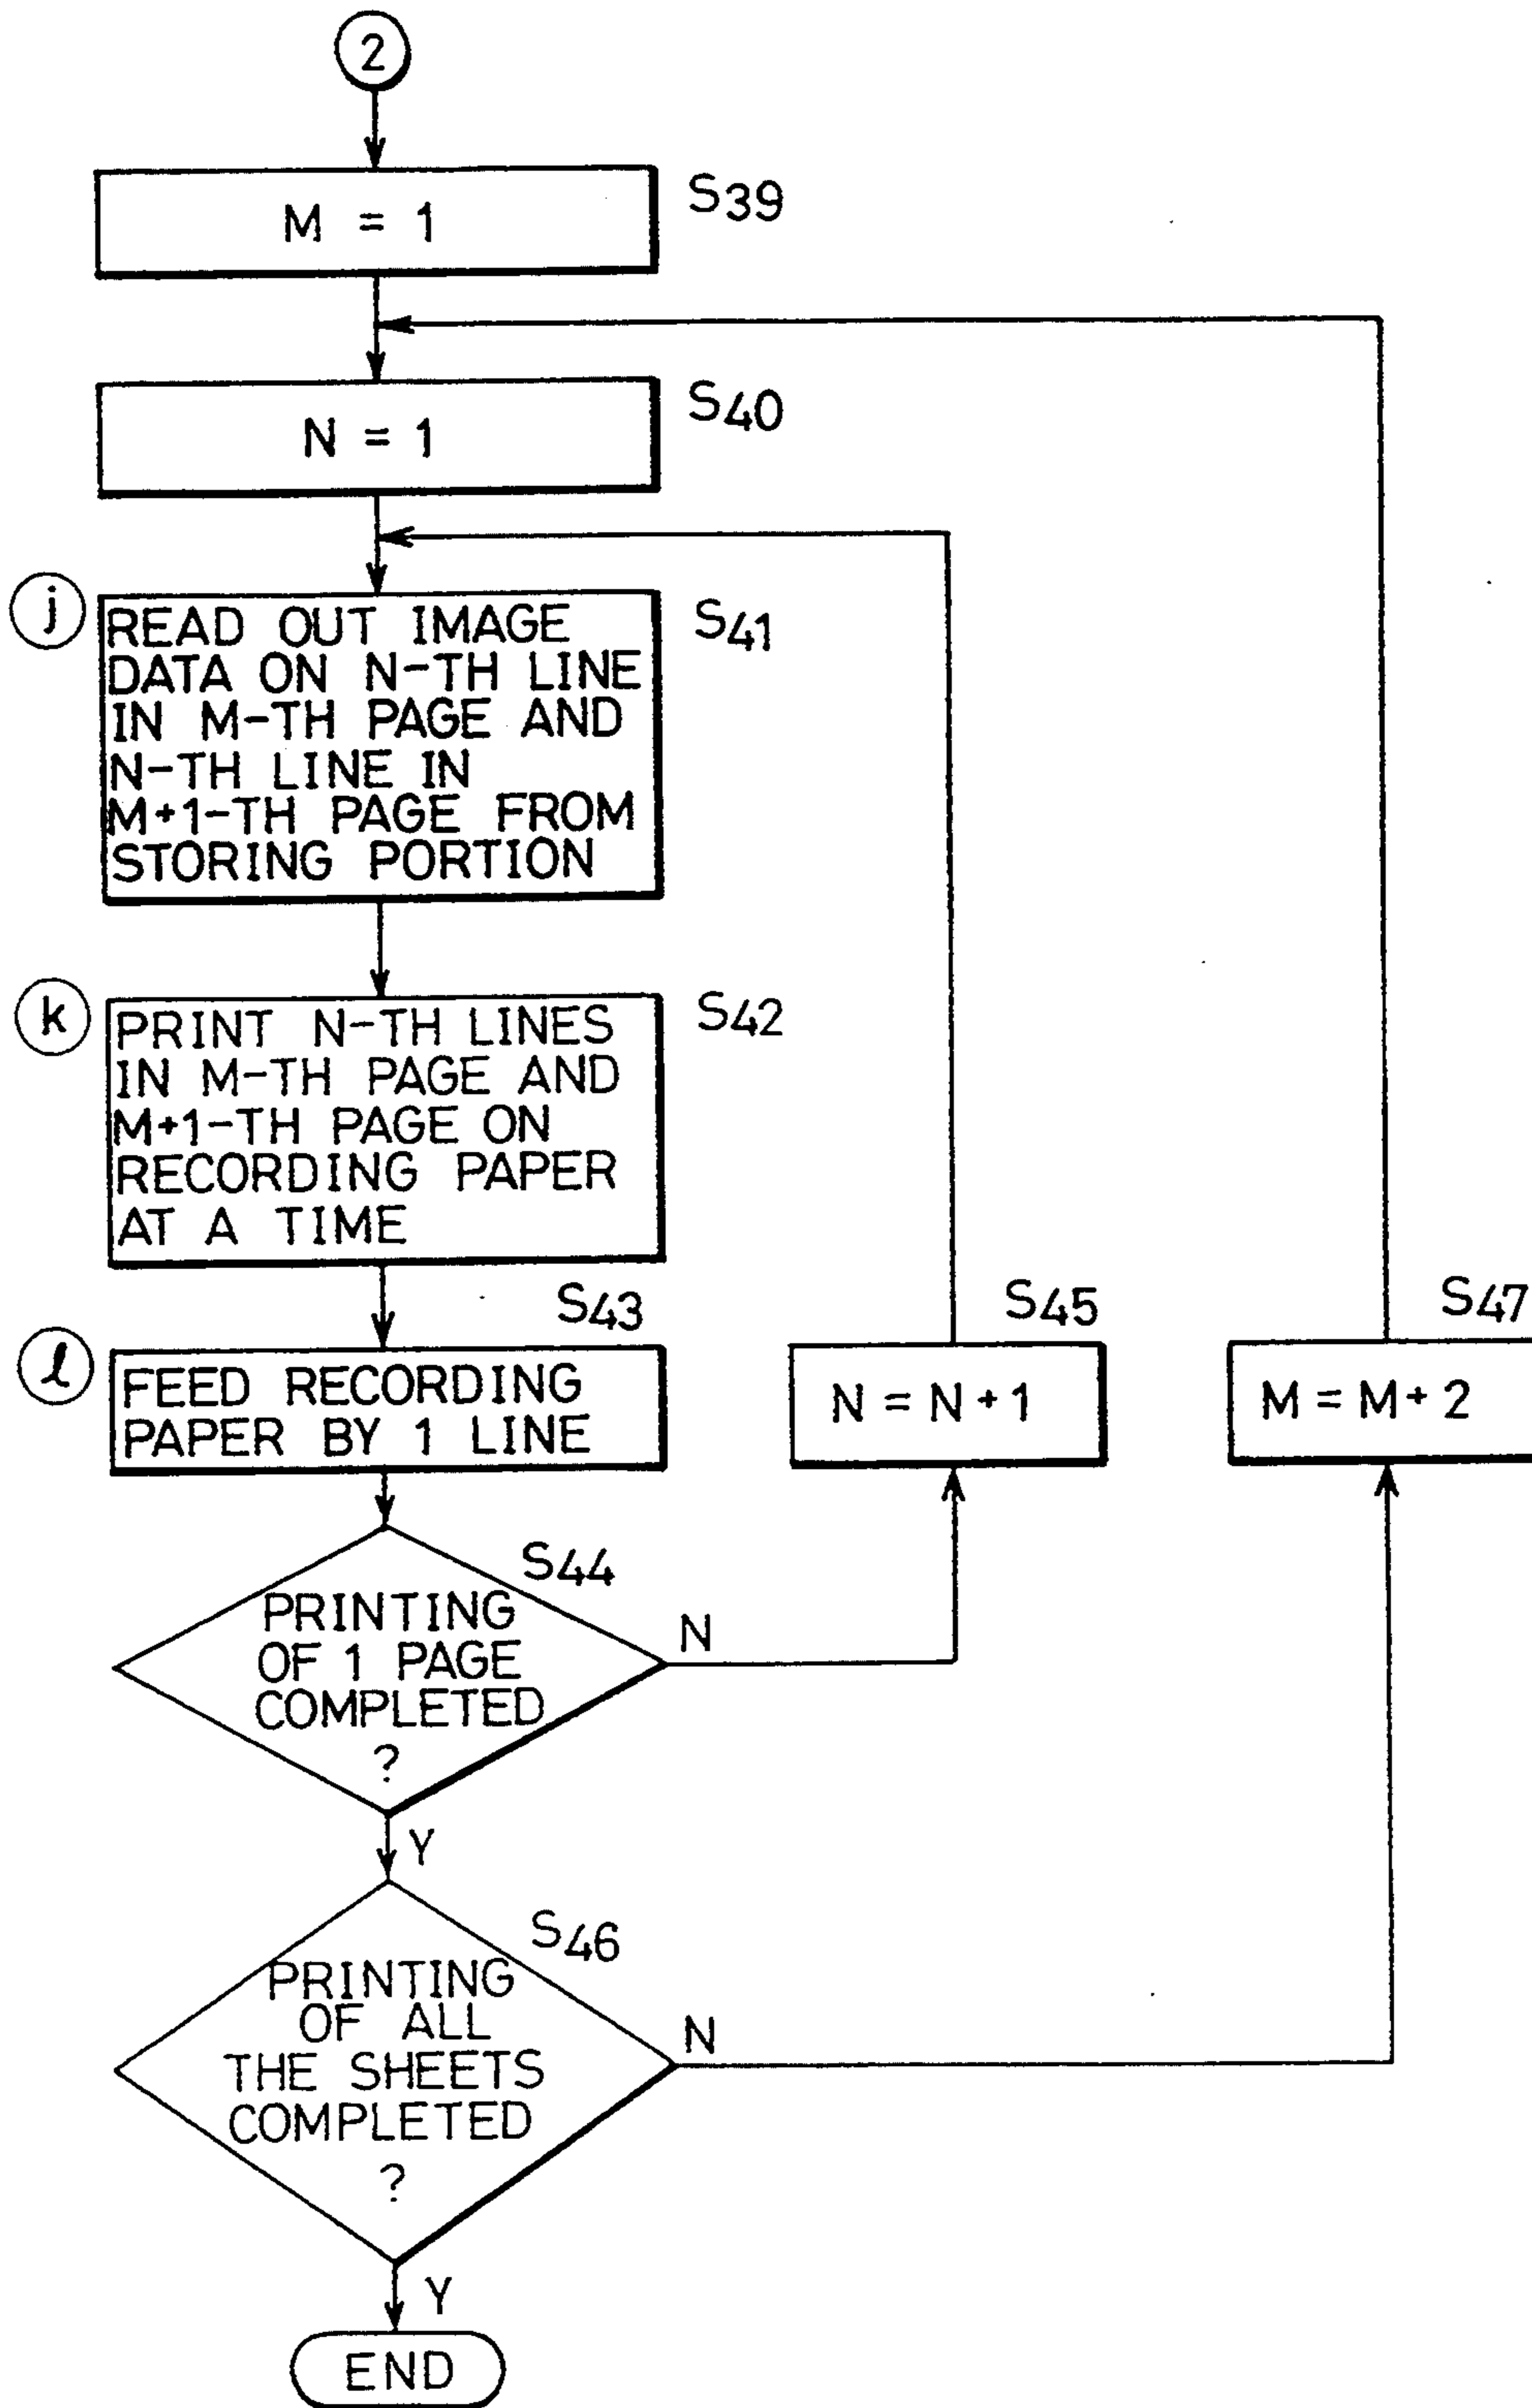 2
M = 1
S39
N = 1
S40
j
READ OUT IMAGE
DATA ON N-TH LINE
IN M-TH PAGE AND
N-TH LINE IN
M+1-TH PAGE FROM
STORING PORTION
S41
k
PRINT N-TH LINES
IN M-TH PAGE AND
M+1-TH PAGE ON
RECORDING PAPER
AT A TIME
S42
S43
l
FEED RECORDING
PAPER BY 1 LINE
S45
N = N + 1
S47
M = M + 2
S44
PRINTING
OF 1 PAGE
COMPLETED
?
N
Y
S46
PRINTING
OF ALL
THE SHEETS
COMPLETED
?
N
Y
END